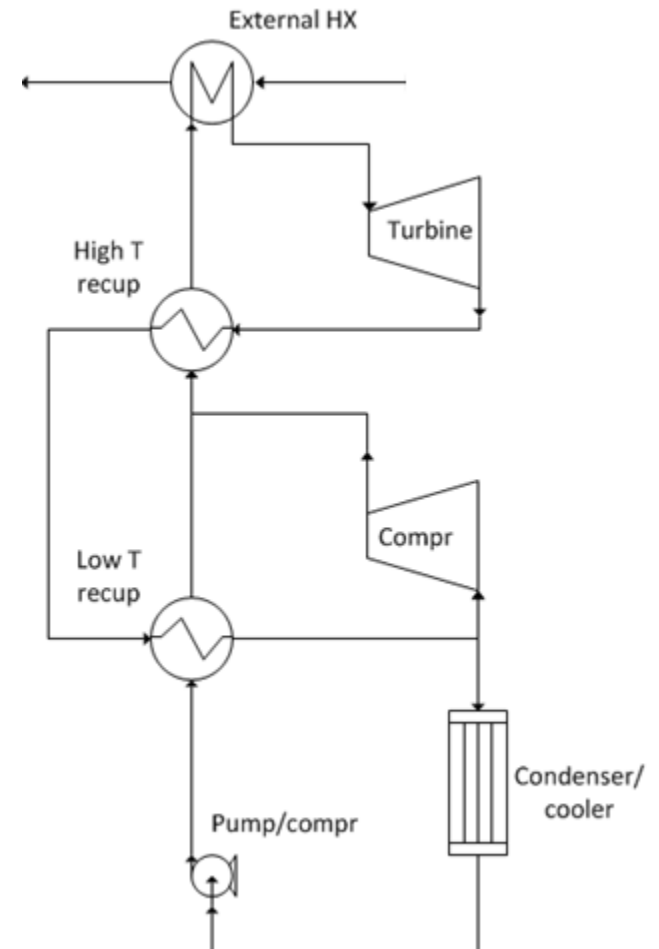 External HX
Turbine
High T
recup
Compr
Low T
recup
Condenser/
cooler
Pump/compr